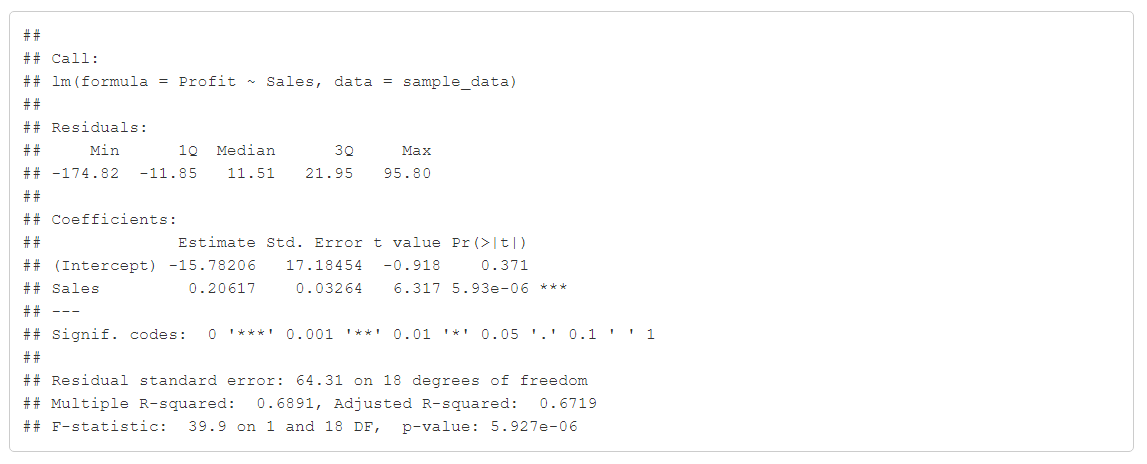 ##
## Call:
## lm(formula = Profit ~ Sales, data = sample_data)
##
## Residuals:
##     Min      1Q  Median      3Q     Max
## -174.82  -11.85   11.51   21.95   95.80
##
## Coefficients:
##              Estimate Std. Error t value Pr(>|t|)
## (Intercept) -15.78206   17.18454  -0.918    0.371
## Sales         0.20617    0.03264   6.317 5.93e-06 ***
## ---
## Signif. codes:  0 '***' 0.001 '**' 0.01 '*' 0.05 '.' 0.1 ' ' 1
##
## Residual standard error: 64.31 on 18 degrees of freedom
## Multiple R-squared:  0.6891, Adjusted R-squared:  0.6719
## F-statistic:  39.9 on 1 and 18 DF,  p-value: 5.927e-06